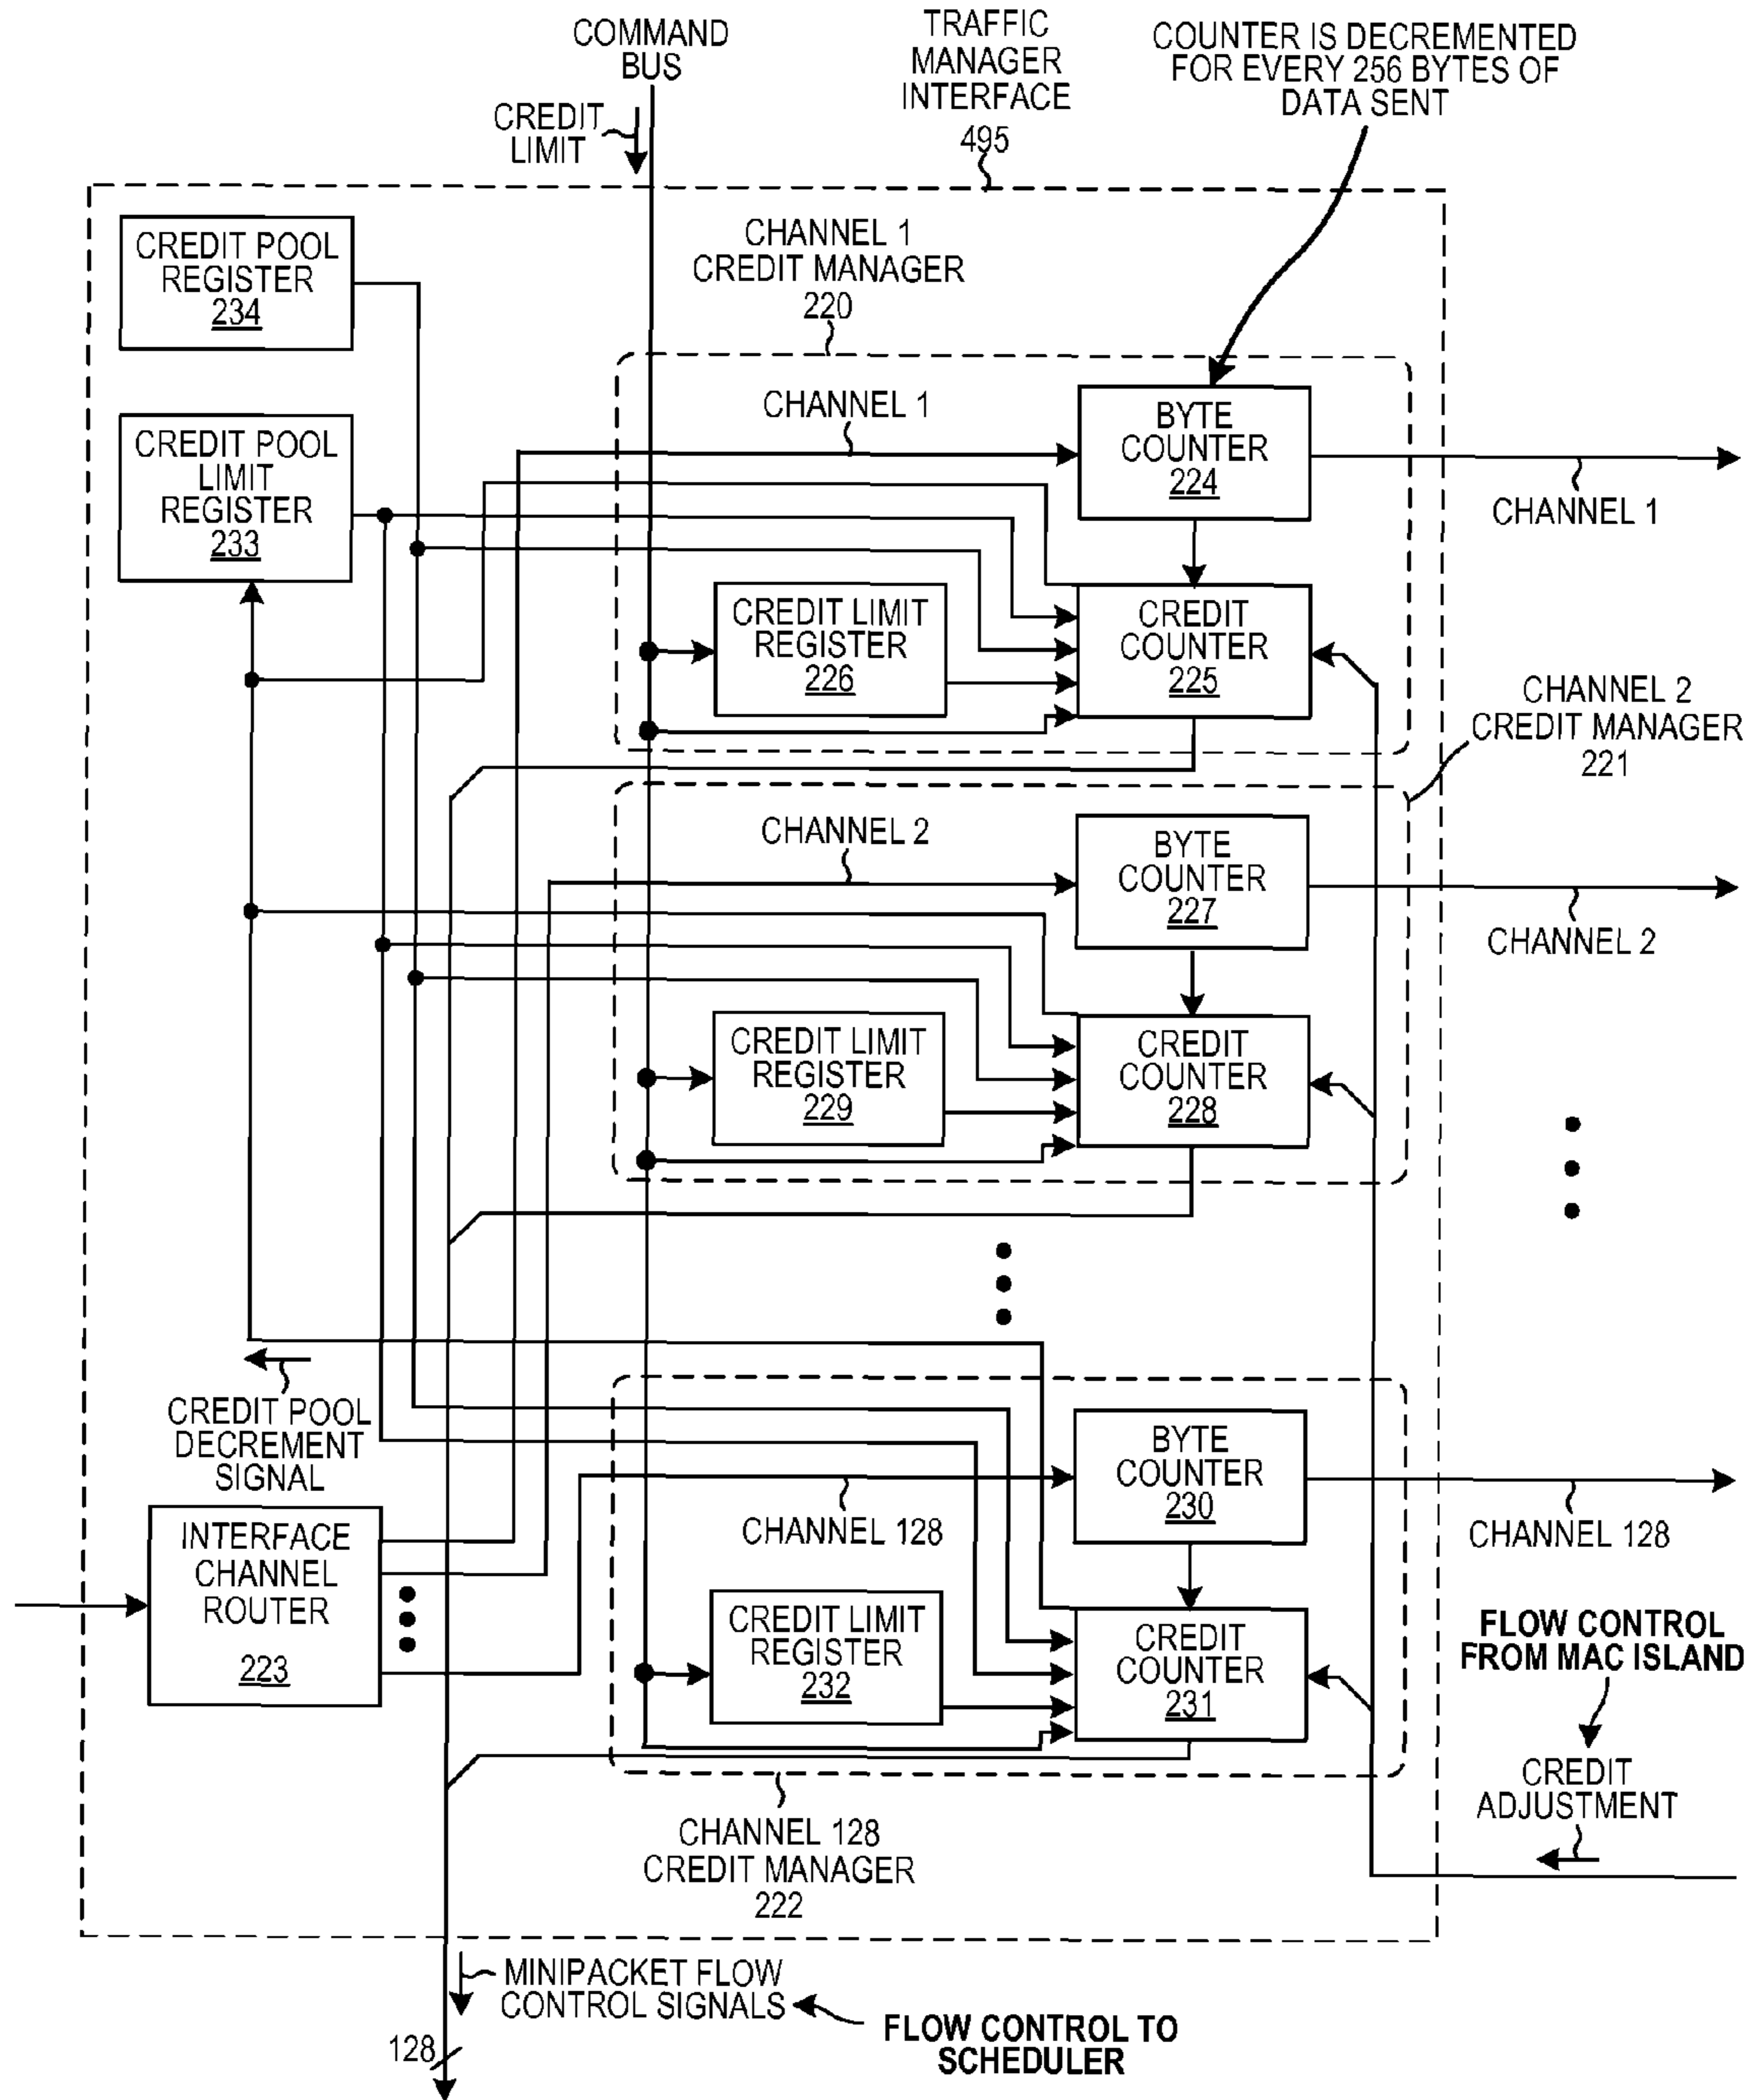 COMMAND
BUS
CREDIT
LIMIT
TRAFFIC
MANAGER
INTERFACE
495
COUNTER IS DECREMENTED
FOR EVERY 256 BYTES OF
DATA SENT
CREDIT POOL
REGISTER
234
CHANNEL 1
CREDIT MANAGER
220
CREDIT POOL
LIMIT
REGISTER
233
CHANNEL 1
BYTE
COUNTER
224
CHANNEL 1
CREDIT LIMIT
REGISTER
226
CREDIT
COUNTER
225
CHANNEL 2
CREDIT MANAGER
221
CHANNEL 2
BYTE
COUNTER
227
CHANNEL 2
CREDIT LIMIT
REGISTER
229
CREDIT
COUNTER
228
CREDIT POOL
DECREMENT
SIGNAL
BYTE
COUNTER
230
CHANNEL 128
CHANNEL 128
INTERFACE
CHANNEL
ROUTER
223
CREDIT LIMIT
REGISTER
232
CREDIT
COUNTER
231
FLOW CONTROL
FROM MAC ISLAND
CREDIT
ADJUSTMENT
CHANNEL 128
CREDIT MANAGER
222
MINIPACKET FLOW
CONTROL SIGNALS
FLOW CONTROL TO
SCHEDULER
128